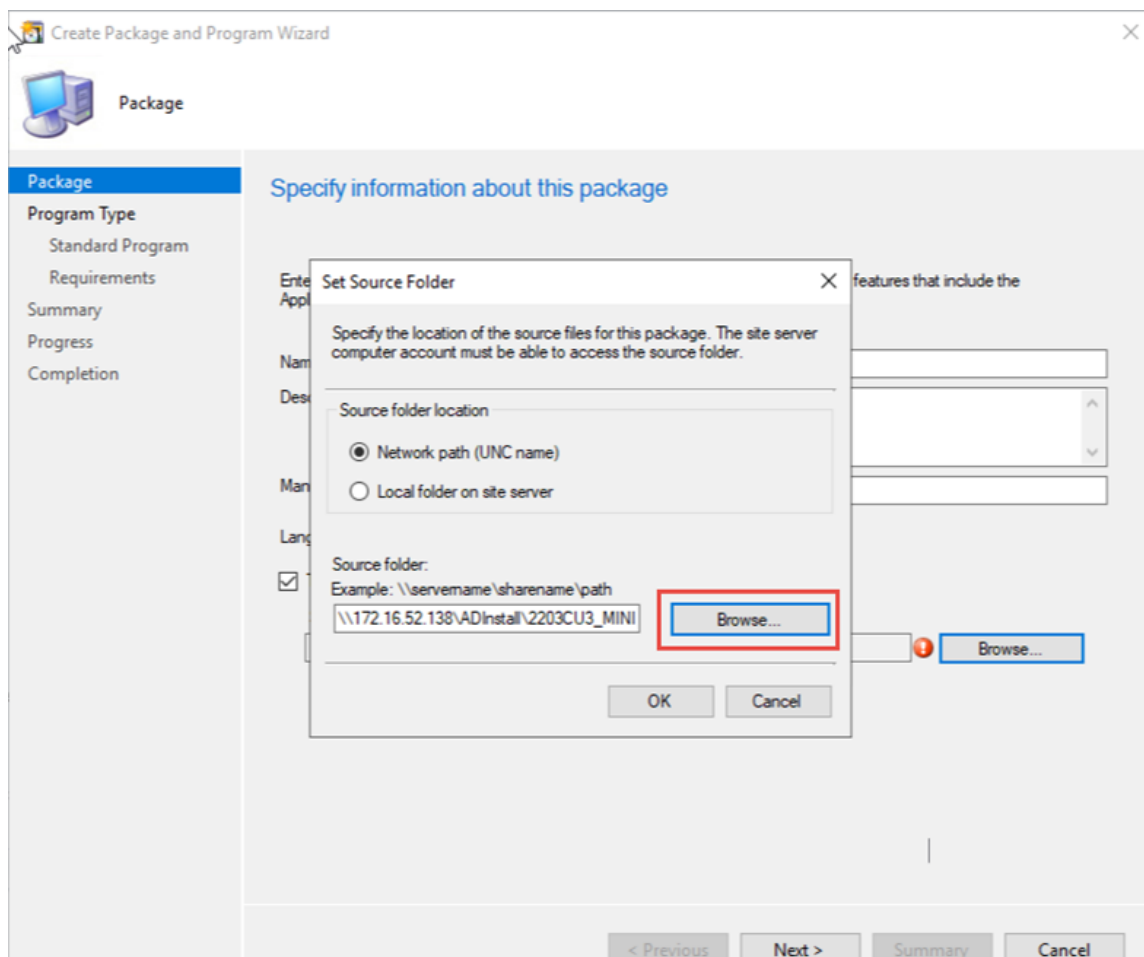 Create Package and Program Wizard
Package
Package
Program Type
Standard Program
Requirements
Summary
Progress
Completion
Specify information about this package
features that include the
Set Source Folder
Specify the location of the source files for this package. The site server
computer account must be able to access the source folder.
Source folder location
Network path (UNC name)
Local folder on site server
Source folder:
Example: \\servername\sharename\path
\\172.16.52.138\ADInstall\2203CU3_MINI
Browse...
Browse...
OK
Cancel
< Previous
Next >
Summary
Cancel